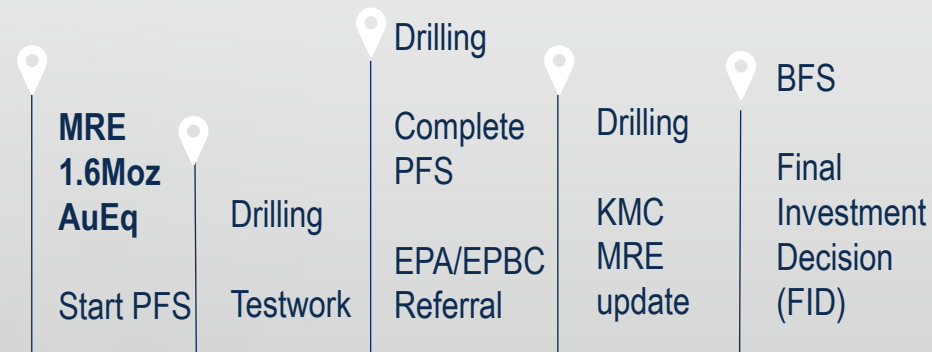 MRE
1.6Moz
AuEq
Start PFS
Drilling
Testwork
Drilling
Complete
PFS
EPA/EPBC
Referral
Drilling
KMC
MRE
update
BFS
Final
Investment
Decision
(FID)